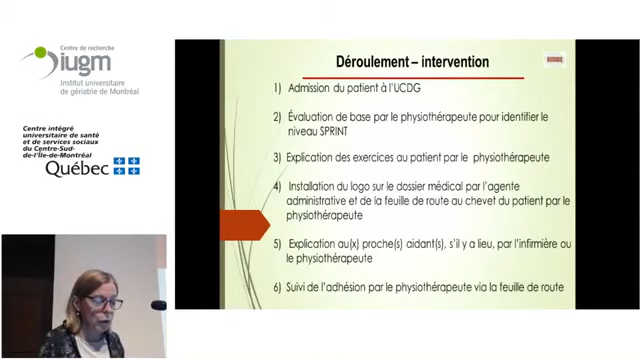 Centre de recherche
iugm
Institut universitaire
de gériatrie de Montréal
Centre intégré
universitaire de santé
et de services sociaux
du Centre-Sud-
de-l'Île-de-Montréal
Québec
Déroulement – intervention
1) Admission du patient à l'UCDG
2) Évaluation de base par le physiothérapeute pour identifier le
niveau SPRINT
3) Explication des exercices au patient par le physiothérapeute
4) Installation du logo sur le dossier médical par l'agente
administrative et de la feuille de route au chevet du patient par le
physiothérapeute
5) Explication au(x) proche(s) aidant(s), s'il y a lieu, par l'infirmière ou
le physiothérapeute
6) Suivi de l'adhésion par le physiothérapeute via la feuille de route